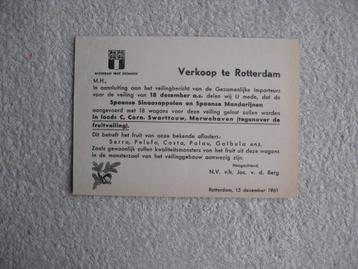 ROTTERDAM FRUIT EXCHANGE
Verkoop te Rotterdam
M.H.,
In aansluiting aan het veilingbericht van de Gezamenlijke Importeurs
voor de veiling van 18 december a.s. delen wij U mede, dat de
Spaanse Sinaasappelen en Spaanse Mandarijnen
aangevoerd met 18 wagons voor deze veiling gelost zullen worden
in loods C, Corn. Swarttouw, Merwehaven (tegenover de
fruitveiling).
Dit betreft het fruit van onze bekende afladers:
Serra, Pelufo, Costa, Palau, Galbula enz.
Zoals gewoonlijk zullen kwaliteitsmonsters van het fruit uit deze wagons
in de monsterzaal van het veilinggebouw aanwezig zijn.
Hoogachtend,
N.V. v/h. Jac. v. d. Berg
Rotterdam, 15 december 1961